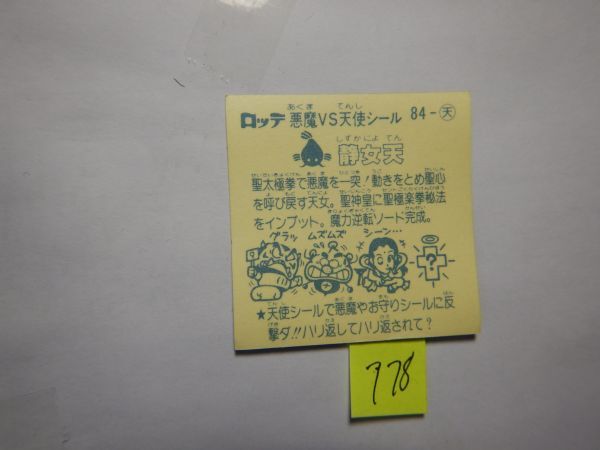 ロッテ 悪魔VS天使シール 84-天
静女天
聖太極拳で悪魔を一突!動きをとめ聖心
を呼び戻す天女。聖神皇に聖極楽拳秘法
をインプット。魔力逆転ソード完成。
グラッ ムズムズ シーン…
?
★天使シールで悪魔やお守りシールに反
撃ダ!!ハリ返してハリ返されて?
778